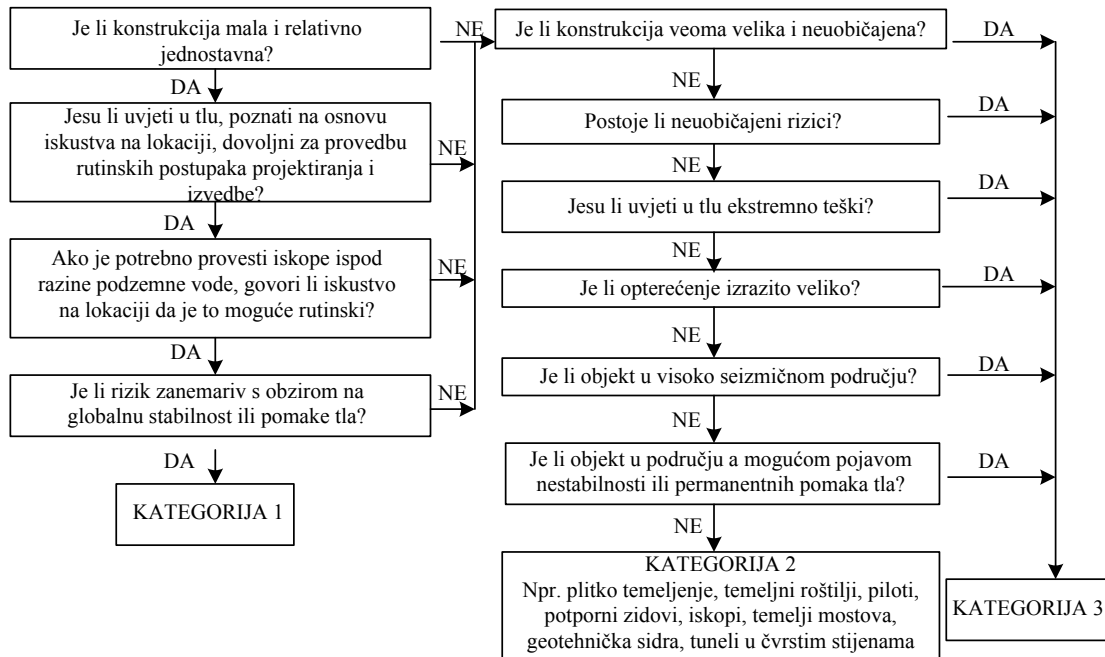 Je li konstrukcija mala i relativno
jednostavna?
NE
DA
Jesu li uvjeti u tlu, poznati na osnovu
iskustva na lokaciji, dovoljni za provedbu
rutinskih postupaka projektiranja i
izvedbe?
NE
DA
Ako je potrebno provesti iskope ispod
razine podzemne vode, govori li iskustvo
na lokaciji da je to moguće rutinski?
NE
DA
Je li rizik zanemariv s obzirom na
globalnu stabilnost ili pomake tla?
NE
DA
KATEGORIJA 1
Je li konstrukcija veoma velika i neuobičajena?
DA
NE
Postoje li neuobičajeni rizici?
DA
NE
Jesu li uvjeti u tlu ekstremno teški?
DA
NE
Je li opterećenje izrazito veliko?
DA
NE
Je li objekt u visoko seizmičnom području?
DA
NE
Je li objekt u području a mogućom pojavom
nestabilnosti ili permanentnih pomaka tla?
DA
NE
KATEGORIJA 2
Npr. plitko temeljenje, temeljni roštilji, piloti,
potporni zidovi, iskopi, temelji mostova,
geotehnička sidra, tuneli u čvrstim stijenama
KATEGORIJA 3